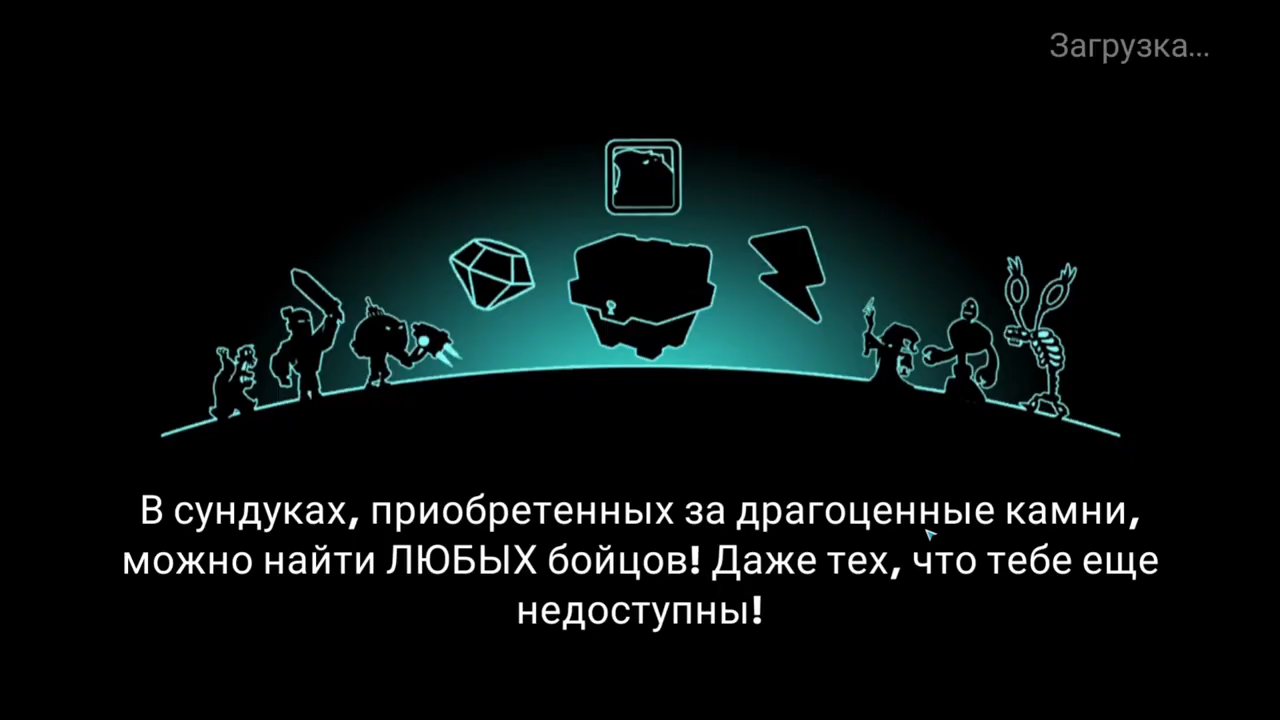 Загрузка...
В сундуках, приобретенных за драгоценные камни,
можно найти ЛЮБЫХ бойцов! Даже тех, что тебе еще
недоступны!